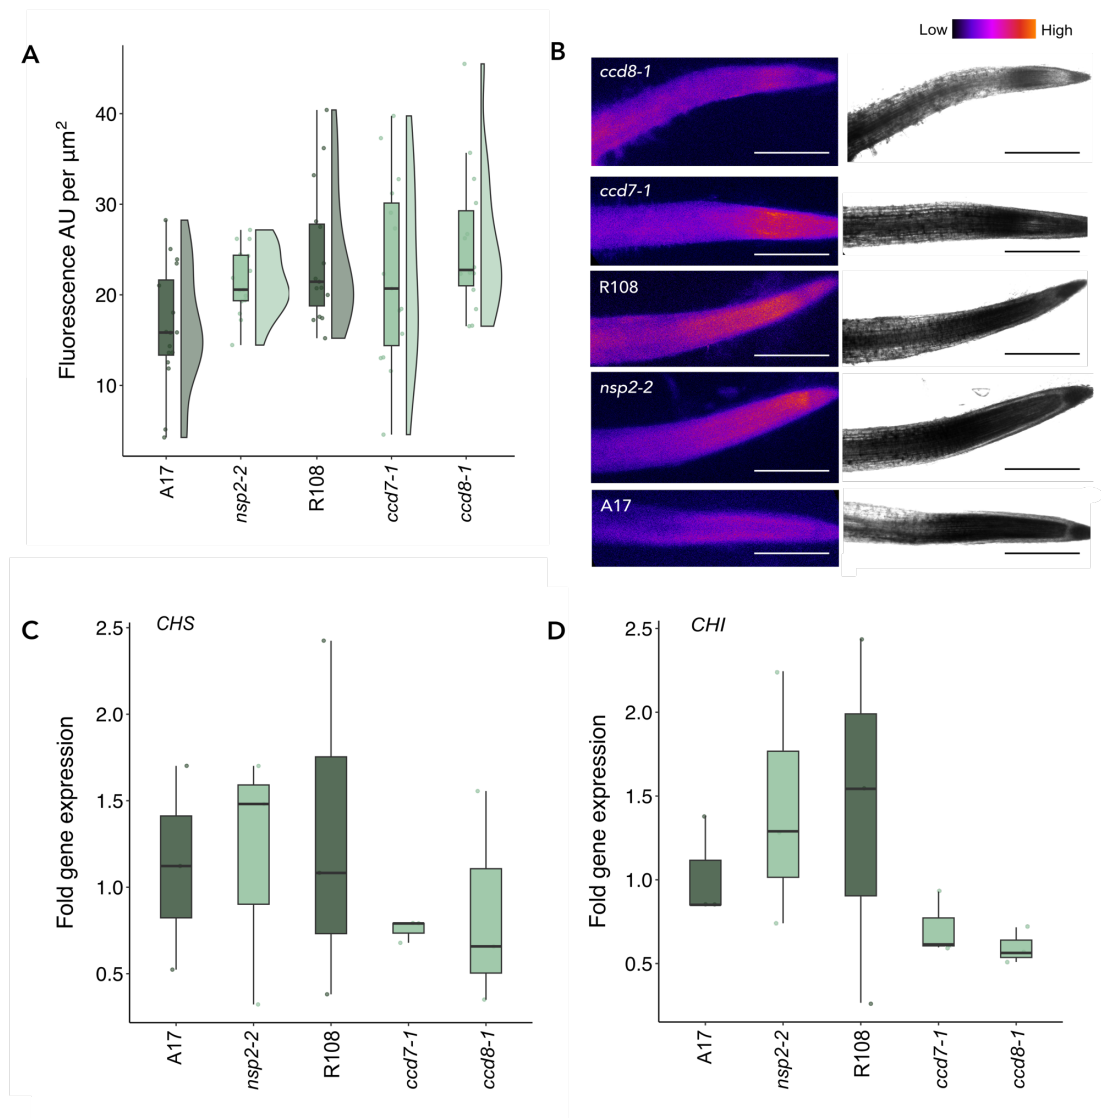 A
Fluorescence AU per µm²
40
30
20
10
A17
nsp2-2
R108
ccd7-1
ccd8-1
B
Low High
ccd8-1
ccd7-1
R108
nsp2-2
A17
C
CHS
Fold gene expression
2.5
2.0
1.5
1.0
0.5
A17
nsp2-2
R108
ccd7-1
ccd8-1
D
CHI
Fold gene expression
2.5
2.0
1.5
1.0
0.5
A17
nsp2-2
R108
ccd7-1
ccd8-1